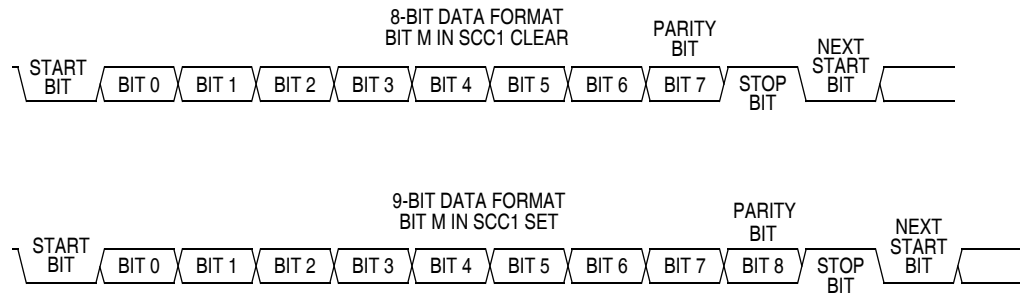 8-BIT DATA FORMAT
BIT M IN SCC1 CLEAR
PARITY
BIT
START
BIT
BIT 0 BIT 1 BIT 2 BIT 3 BIT 4 BIT 5 BIT 6 BIT 7
STOP
BIT
NEXT
START
BIT
9-BIT DATA FORMAT
BIT M IN SCC1 SET
PARITY
BIT
START
BIT
BIT 0 BIT 1 BIT 2 BIT 3 BIT 4 BIT 5 BIT 6 BIT 7 BIT 8
STOP
BIT
NEXT
START
BIT